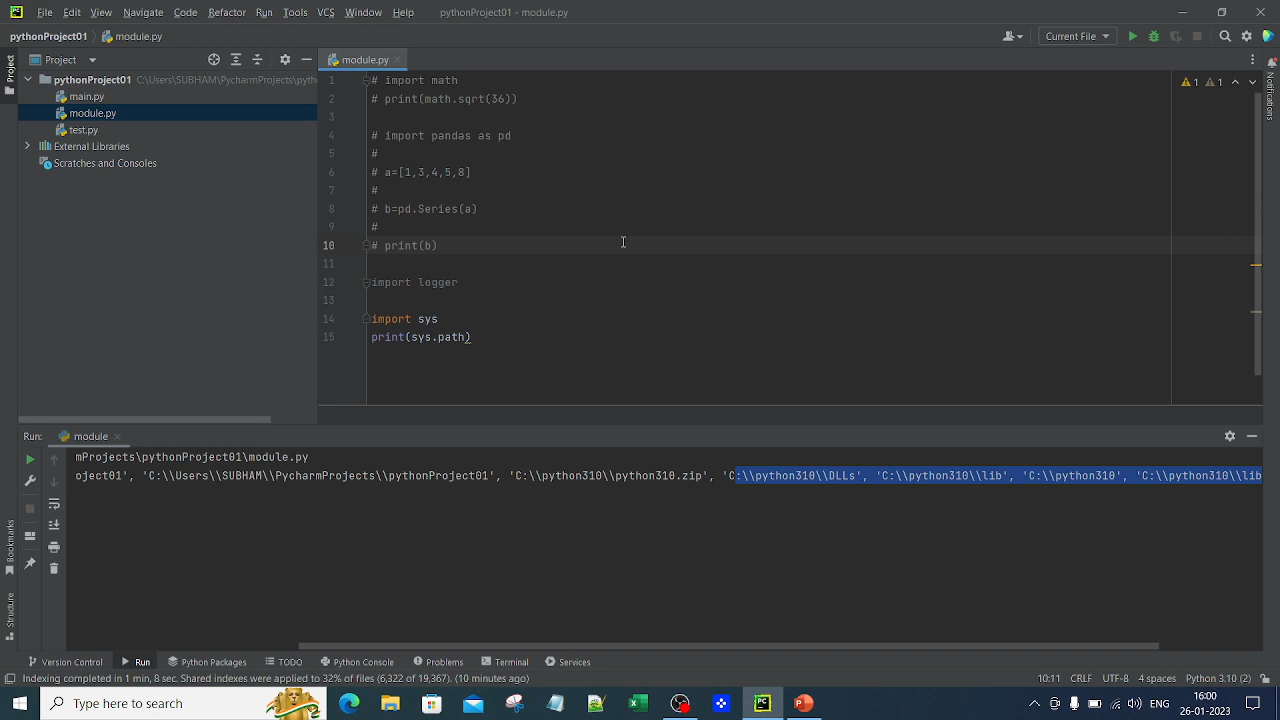 File Edit View Navigate Code Refactor Run Tools VCS Window Help pythonProject01 - module.py
pythonProject01 module.py Current File
Project
Project
module.py
Notifications
pythonProject01 C:\Users\SUBHAM\PycharmProjects\pytho
main.py
module.py
test.py
External Libraries
Scratches and Consoles
1 # import math
2 # print(math.sqrt(36))
3
4 # import pandas as pd
5 #
6 # a=[1,3,4,5,8]
7 #
8 # b=pd.Series(a)
9 #
10 # print(b)
11
12 import logger
13
14 import sys
15 print(sys.path)
1 1
Run: module
mProjects\pythonProject01\module.py
oject01', 'C:\\Users\\SUBHAM\\PycharmProjects\\pythonProject01', 'C:\\python310\\python310.zip', 'C:\\python310\\DLLs', 'C:\\python310\\lib', 'C:\\python310', 'C:\\python310\\lib
Bookmarks
Structure
Version Control Run Python Packages TODO Python Console Problems Terminal Services
Indexing completed in 1 min, 8 sec. Shared indexes were applied to 32% of files (6,322 of 19,367). (10 minutes ago) 10:11 CRLF UTF-8 4 spaces Python 3.10 (2)
Type here to search
ENG
16:00
26-01-2023